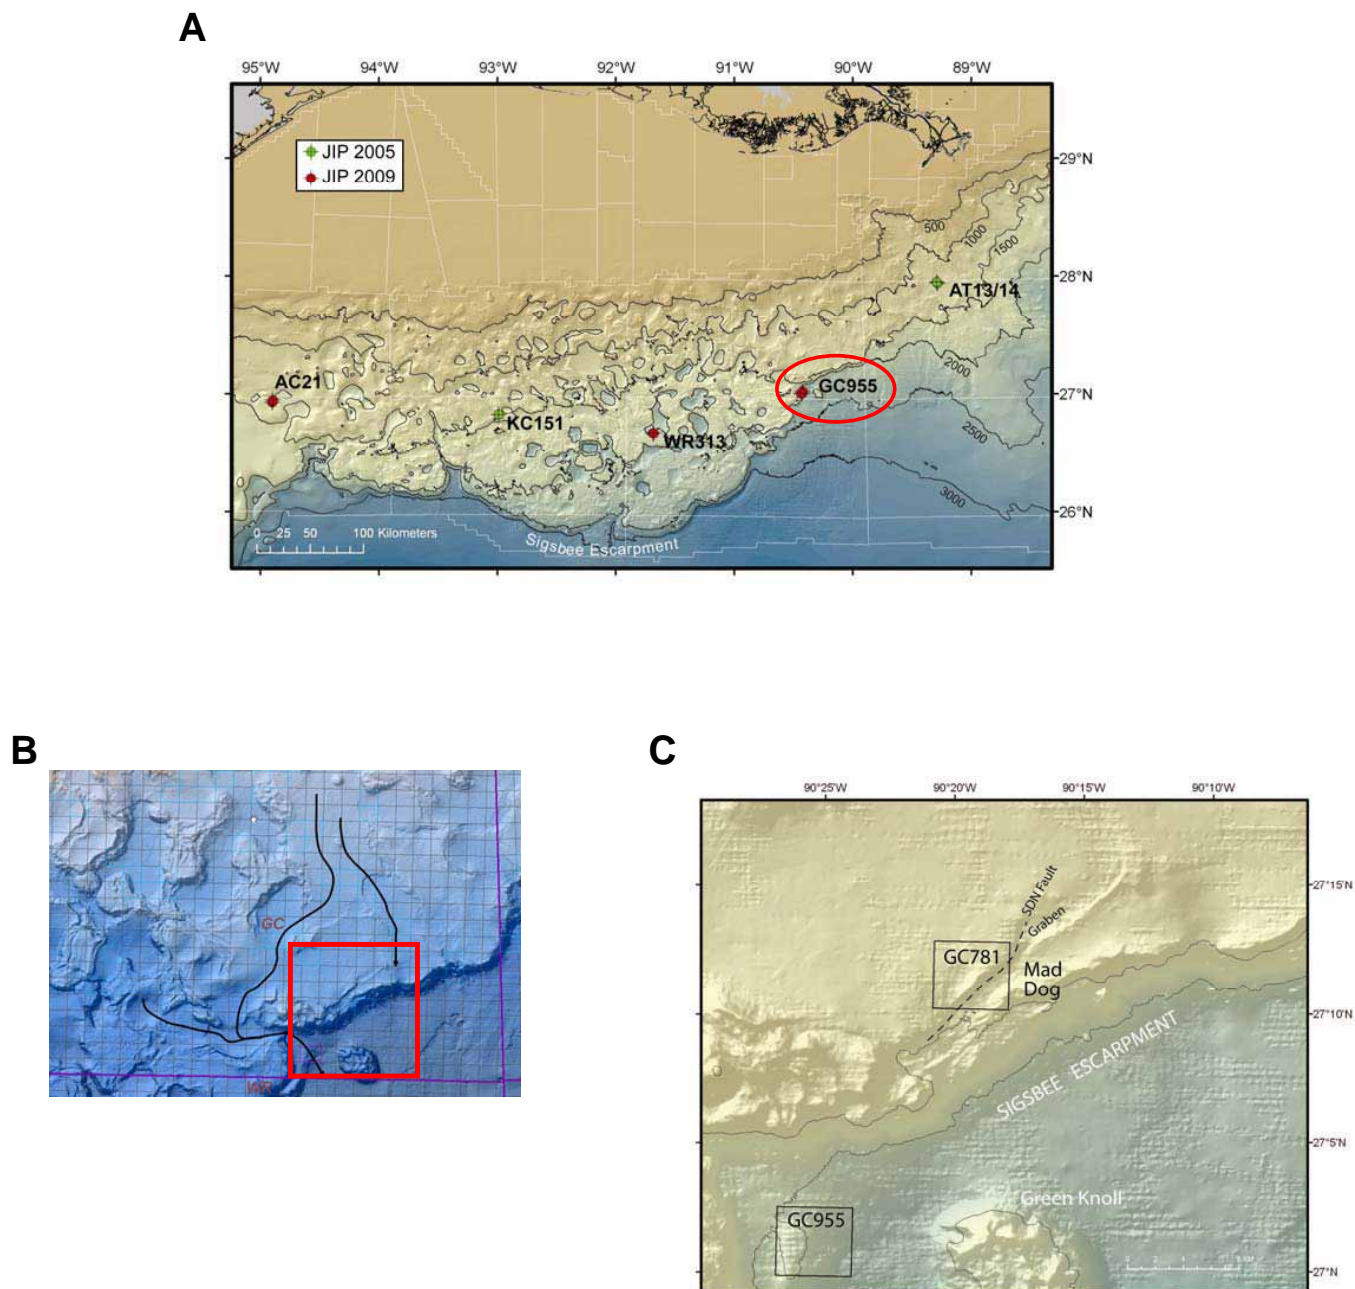 A
95°W 94°W 93°W 92°W 91°W 90°W 89°W
JIP 2005
JIP 2009
29°N
500
1000
1500
28°N
AT13/14
2000
AC21
GC955
27°N
KC151
WR313
2500
3000
26°N
0 25 50 100 Kilometers
Sigsbee Escarpment
B
GC
WR
C
90°25'W 90°20'W 90°15'W 90°10'W
27°15'N
SDN Fault
Graben
GC781
Mad
Dog
27°10'N
SIGSBEE ESCARPMENT
27°5'N
Green Knoll
GC955
27°N